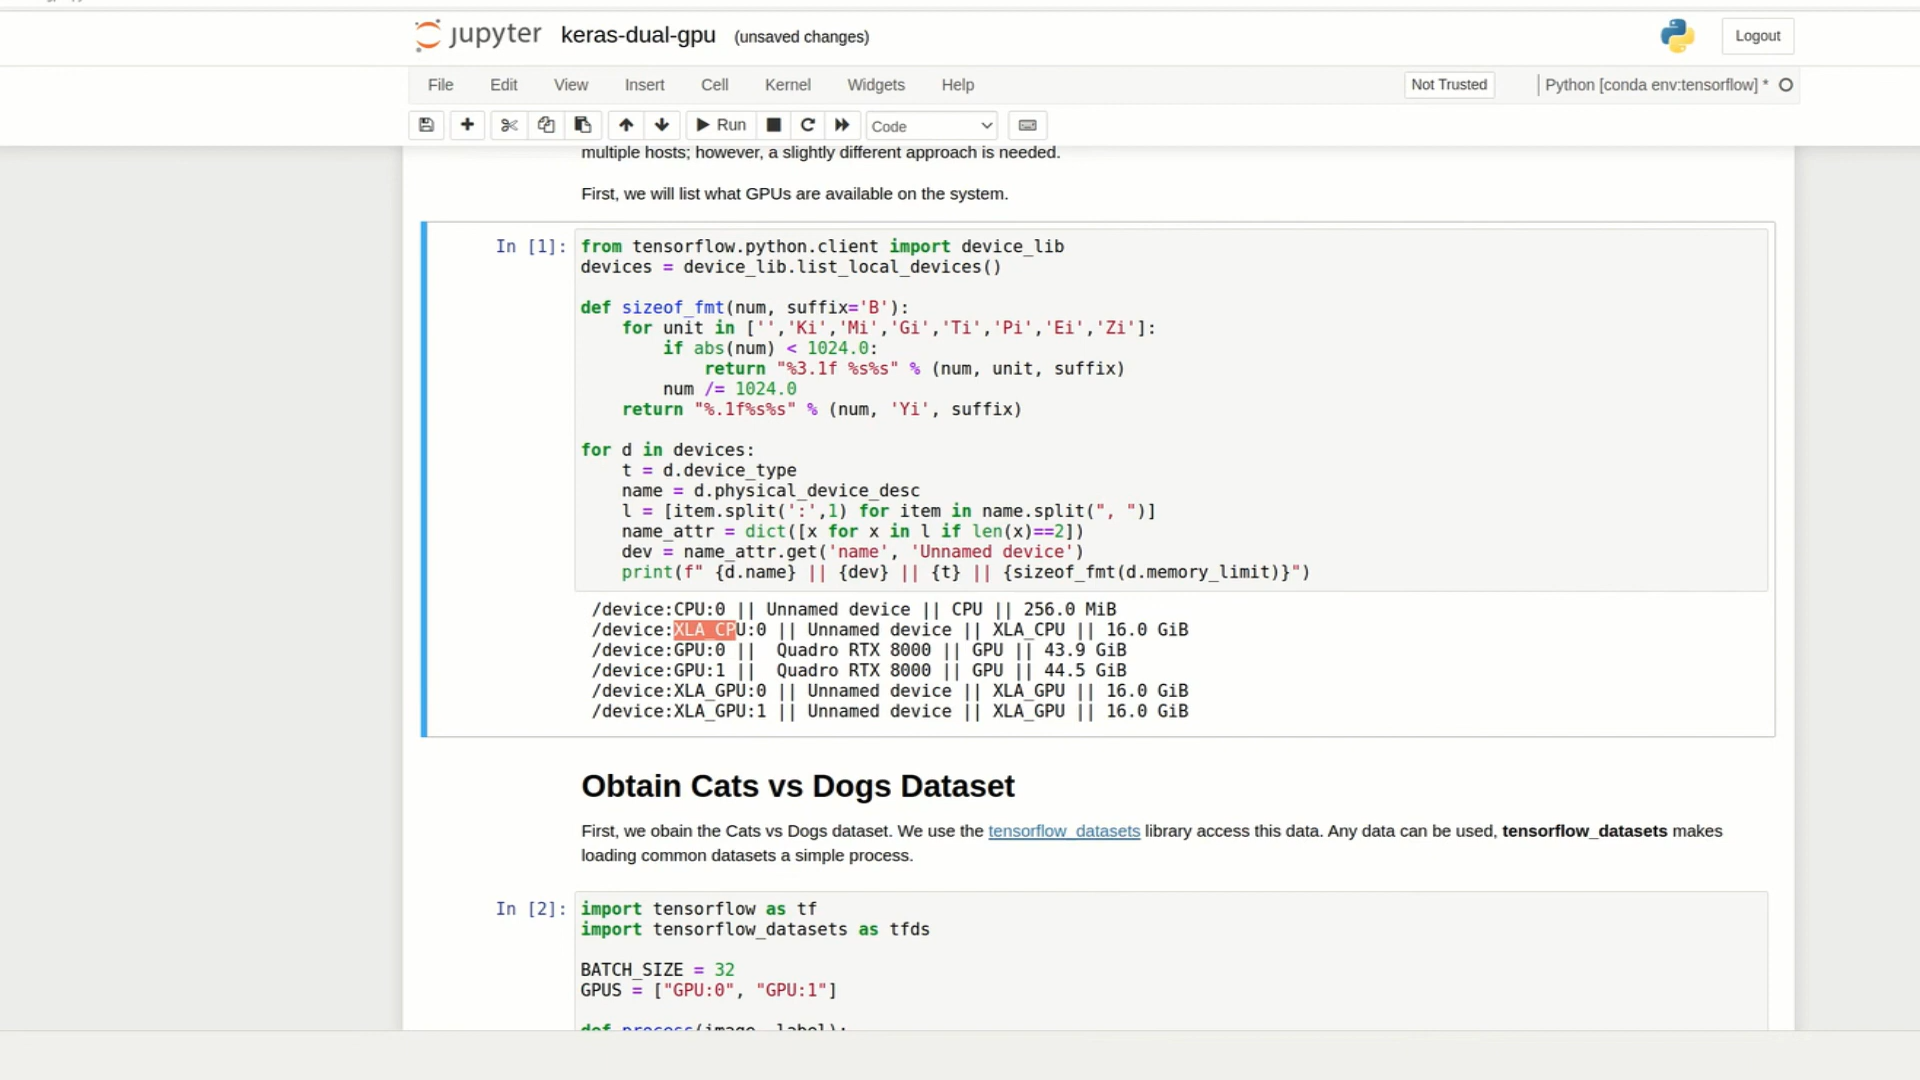 jupyter keras-dual-gpu (unsaved changes) Logout
File Edit View Insert Cell Kernel Widgets Help Not Trusted Python [conda env:tensorflow] *
Run Code
multiple hosts; however, a slightly different approach is needed.
First, we will list what GPUs are available on the system.
In [1]: from tensorflow.python.client import device_lib
devices = device_lib.list_local_devices()
def sizeof_fmt(num, suffix='B'):
    for unit in ['','Ki','Mi','Gi','Ti','Pi','Ei','Zi']:
        if abs(num) < 1024.0:
            return "%3.1f %s%s" % (num, unit, suffix)
        num /= 1024.0
    return "%.1f%s%s" % (num, 'Yi', suffix)
for d in devices:
    t = d.device_type
    name = d.physical_device_desc
    l = [item.split(':',1) for item in name.split(", ")]
    name_attr = dict([x for x in l if len(x)==2])
    dev = name_attr.get('name', 'Unnamed device')
    print(f" {d.name} || {dev} || {t} || {sizeof_fmt(d.memory_limit)}")
/device:CPU:0 || Unnamed device || CPU || 256.0 MiB
/device:XLA_CPU:0 || Unnamed device || XLA_CPU || 16.0 GiB
/device:GPU:0 ||  Quadro RTX 8000 || GPU || 43.9 GiB
/device:GPU:1 ||  Quadro RTX 8000 || GPU || 44.5 GiB
/device:XLA_GPU:0 || Unnamed device || XLA_GPU || 16.0 GiB
/device:XLA_GPU:1 || Unnamed device || XLA_GPU || 16.0 GiB
Obtain Cats vs Dogs Dataset
First, we obain the Cats vs Dogs dataset. We use the tensorflow_datasets library access this data. Any data can be used, tensorflow_datasets makes
loading common datasets a simple process.
In [2]: import tensorflow as tf
import tensorflow_datasets as tfds
BATCH_SIZE = 32
GPUS = ["GPU:0", "GPU:1"]
def process(image, label):